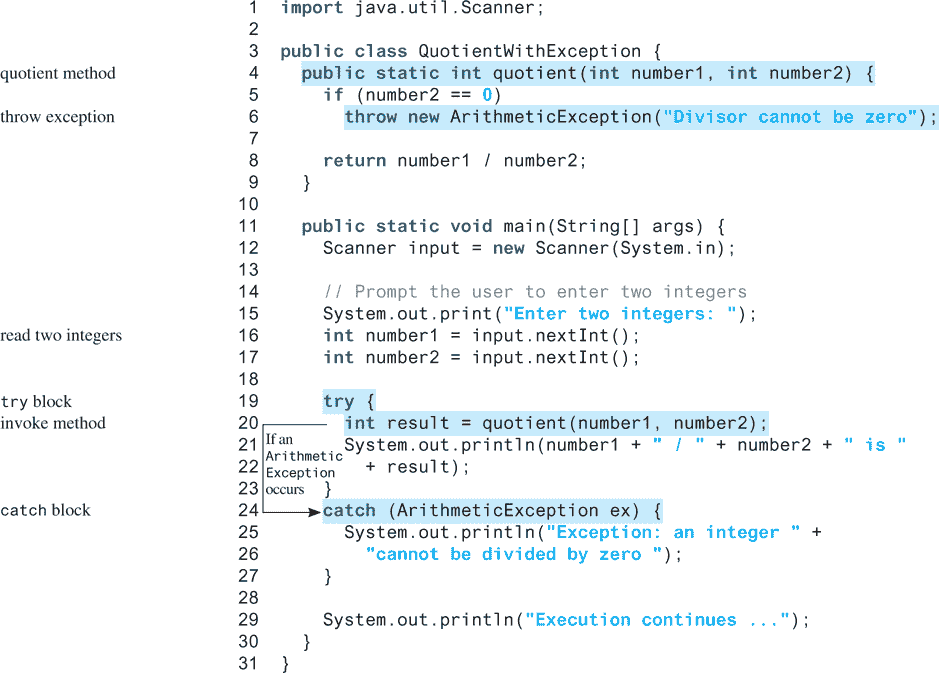 1 import java.util.Scanner;
2
3 public class QuotientWithException {
quotient method 4 public static int quotient(int number1, int number2) {
5 if (number2 == 0)
throw exception 6 throw new ArithmeticException("Divisor cannot be zero");
7
8 return number1 / number2;
9 }
10
11 public static void main(String[] args) {
12 Scanner input = new Scanner(System.in);
13
14 // Prompt the user to enter two integers
15 System.out.print("Enter two integers: ");
read two integers 16 int number1 = input.nextInt();
17 int number2 = input.nextInt();
18
try block 19 try {
invoke method 20 int result = quotient(number1, number2);
21 If an System.out.println(number1 + " / " + number2 + " is "
22 Arithmetic + result);
23 Exception }
occurs
catch block 24 catch (ArithmeticException ex) {
25 System.out.println("Exception: an integer " +
26 "cannot be divided by zero ");
27 }
28
29 System.out.println("Execution continues ...");
30 }
31 }